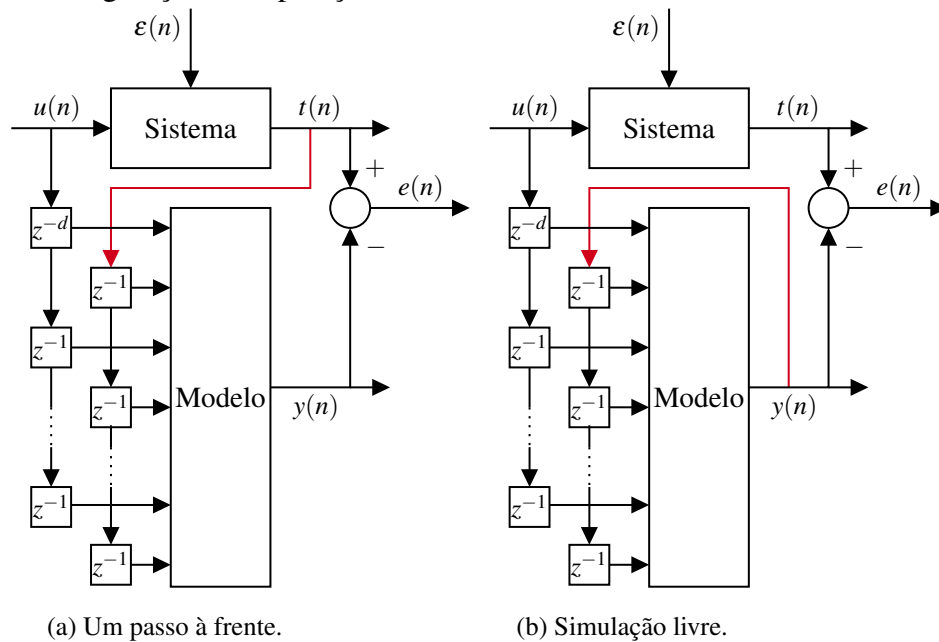 ε(n)
u(n)
Sistema
t(n)
+
e(n)
−
z⁻ᵈ
z⁻¹
z⁻¹
z⁻¹
z⁻¹
z⁻¹
Modelo
y(n)
(a) Um passo à frente.
ε(n)
u(n)
Sistema
t(n)
+
e(n)
−
z⁻ᵈ
z⁻¹
z⁻¹
z⁻¹
z⁻¹
z⁻¹
Modelo
y(n)
(b) Simulação livre.